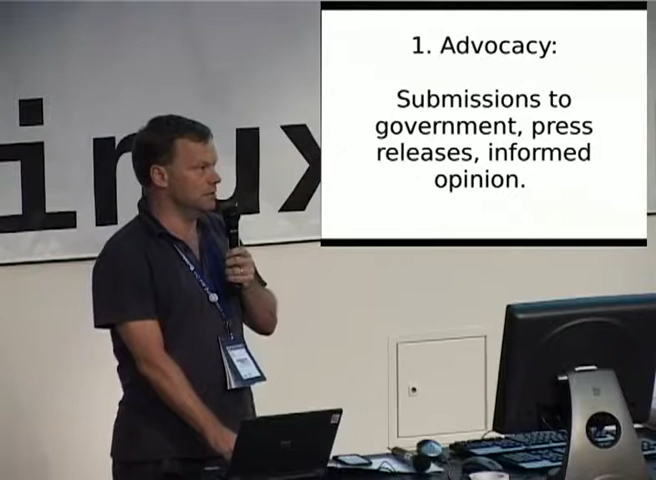 1. Advocacy:
Submissions to
government, press
releases, informed
opinion.
inux